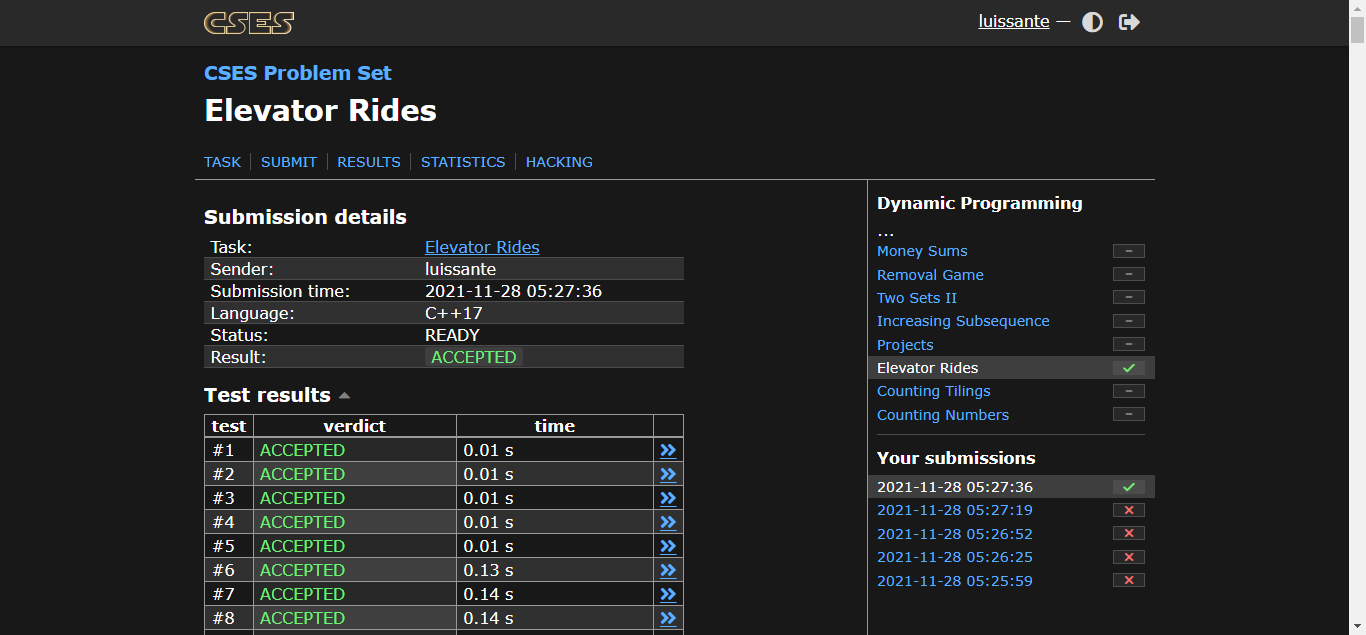 CSES
luissante —
CSES Problem Set
Elevator Rides
TASK SUBMIT RESULTS STATISTICS HACKING
Submission details
Task: Elevator Rides
Sender: luissante
Submission time: 2021-11-28 05:27:36
Language: C++17
Status: READY
Result: ACCEPTED
Test results
test verdict time
#1 ACCEPTED 0.01 s »
#2 ACCEPTED 0.01 s »
#3 ACCEPTED 0.01 s »
#4 ACCEPTED 0.01 s »
#5 ACCEPTED 0.01 s »
#6 ACCEPTED 0.13 s »
#7 ACCEPTED 0.14 s »
#8 ACCEPTED 0.14 s »
Dynamic Programming
...
Money Sums –
Removal Game –
Two Sets II –
Increasing Subsequence –
Projects –
Elevator Rides
Counting Tilings –
Counting Numbers –
Your submissions
2021-11-28 05:27:36
2021-11-28 05:27:19
2021-11-28 05:26:52
2021-11-28 05:26:25
2021-11-28 05:25:59